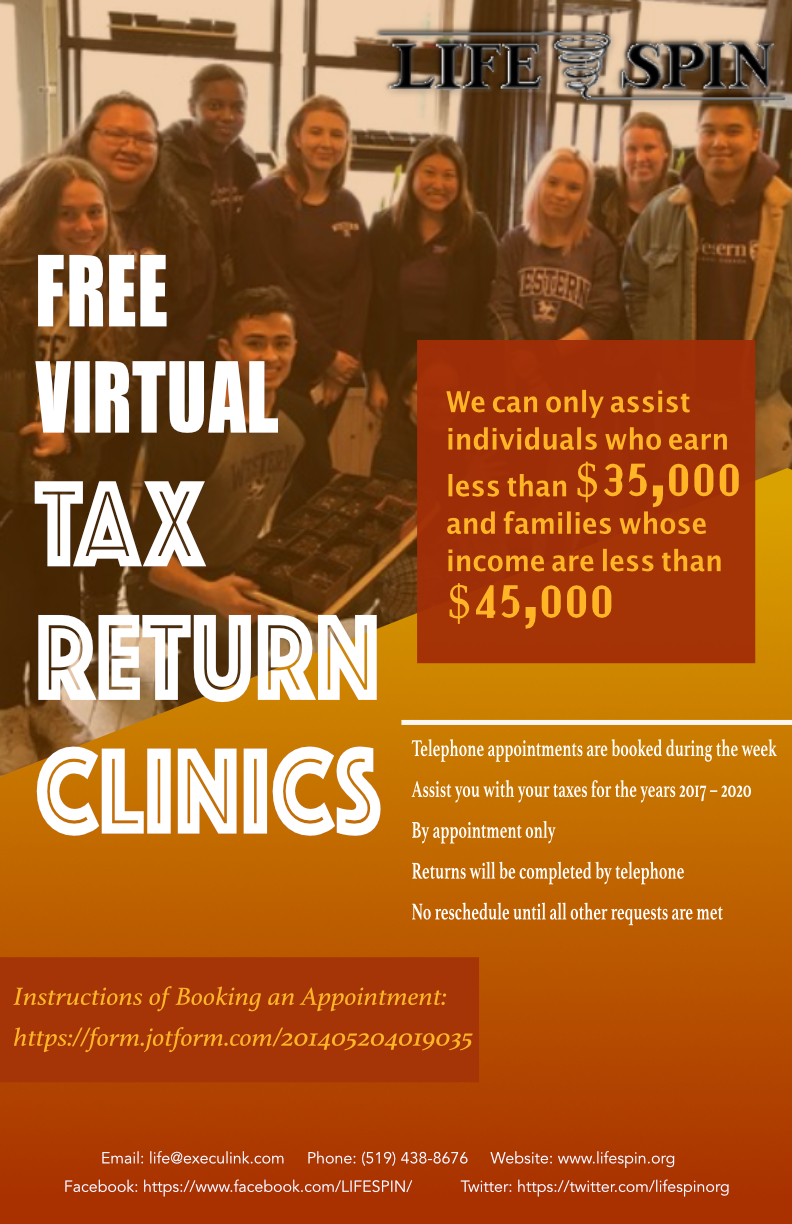 LIFE SPIN
WESTERN
Western
WESTERN
WESTERN
FREE
VIRTUAL
TAX
RETURN
CLINICS
We can only assist
individuals who earn
less than $35,000
and families whose
income are less than
$45,000
Telephone appointments are booked during the week
Assist you with your taxes for the years 2017 – 2020
By appointment only
Returns will be completed by telephone
No reschedule until all other requests are met
Instructions of Booking an Appointment:
https://form.jotform.com/201405204019035
Email: life@execulink.com Phone: (519) 438-8676 Website: www.lifespin.org
Facebook: https://www.facebook.com/LIFESPIN/ Twitter: https://twitter.com/lifespinorg